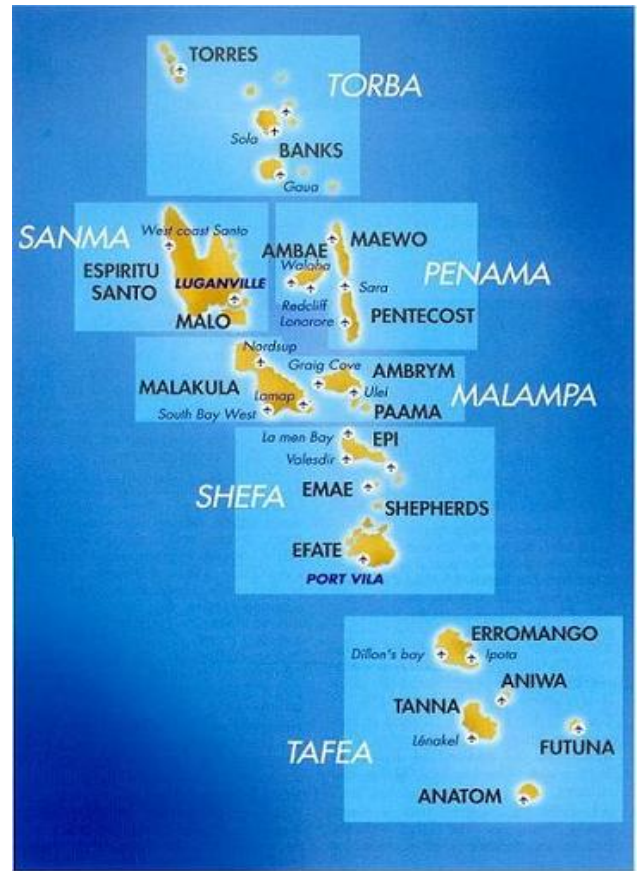 TORRES
TORBA
Sola
BANKS
Gaua
SANMA
West coast Santo
ESPIRITU
SANTO
LUGANVILLE
MALO
AMBAE
MAEWO
Waloha
PENAMA
Sara
Redcliff
Lonorore
PENTECOST
Nordsup
Graig Cove
AMBRYM
MALAKULA
Lamap
Ulei
MALAMPA
South Bay West
PAAMA
La men Bay
EPI
Valesdir
SHEFA
EMAE
SHEPHERDS
EFATE
PORT VILA
ERROMANGO
Dillon's bay
Ipota
ANIWA
TANNA
Lénakel
FUTUNA
TAFEA
ANATOM